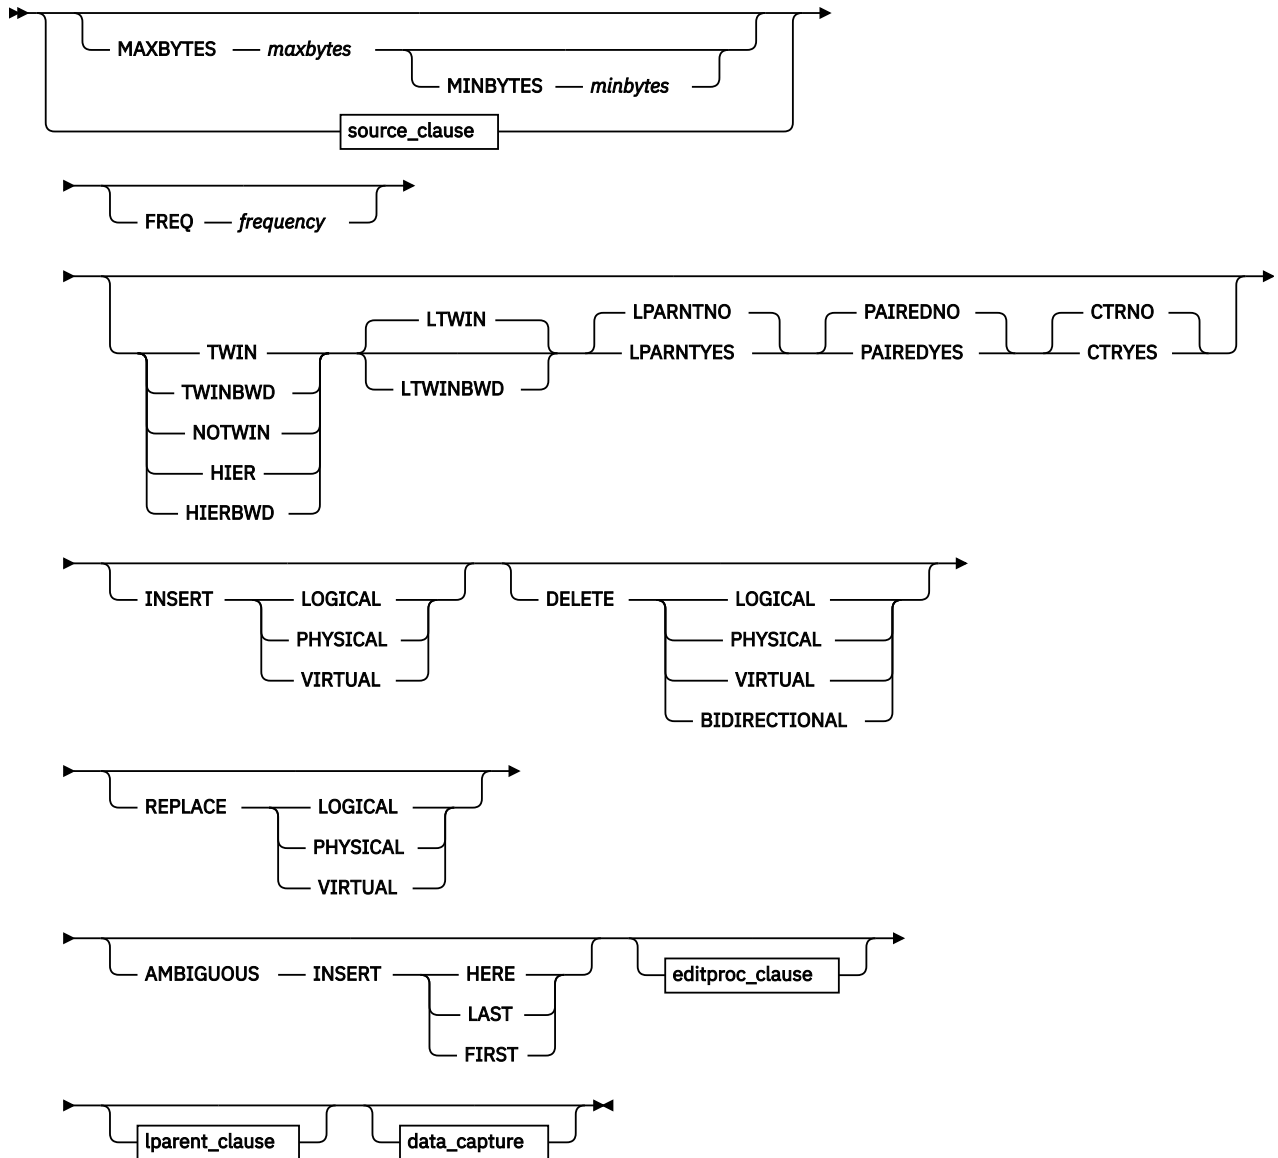 MAXBYTES maxbytes
MINBYTES minbytes
source_clause
FREQ frequency
LTWIN LPARNTNO PAIREDNO CTRNO
TWIN LPARNTYES PAIREDYES CTRYES
TWINBWD LTWINBWD
NOTWIN
HIER
HIERBWD
INSERT LOGICAL DELETE LOGICAL
PHYSICAL PHYSICAL
VIRTUAL VIRTUAL
BIDIRECTIONAL
REPLACE LOGICAL
PHYSICAL
VIRTUAL
AMBIGUOUS INSERT HERE editproc_clause
LAST
FIRST
lparent_clause data_capture